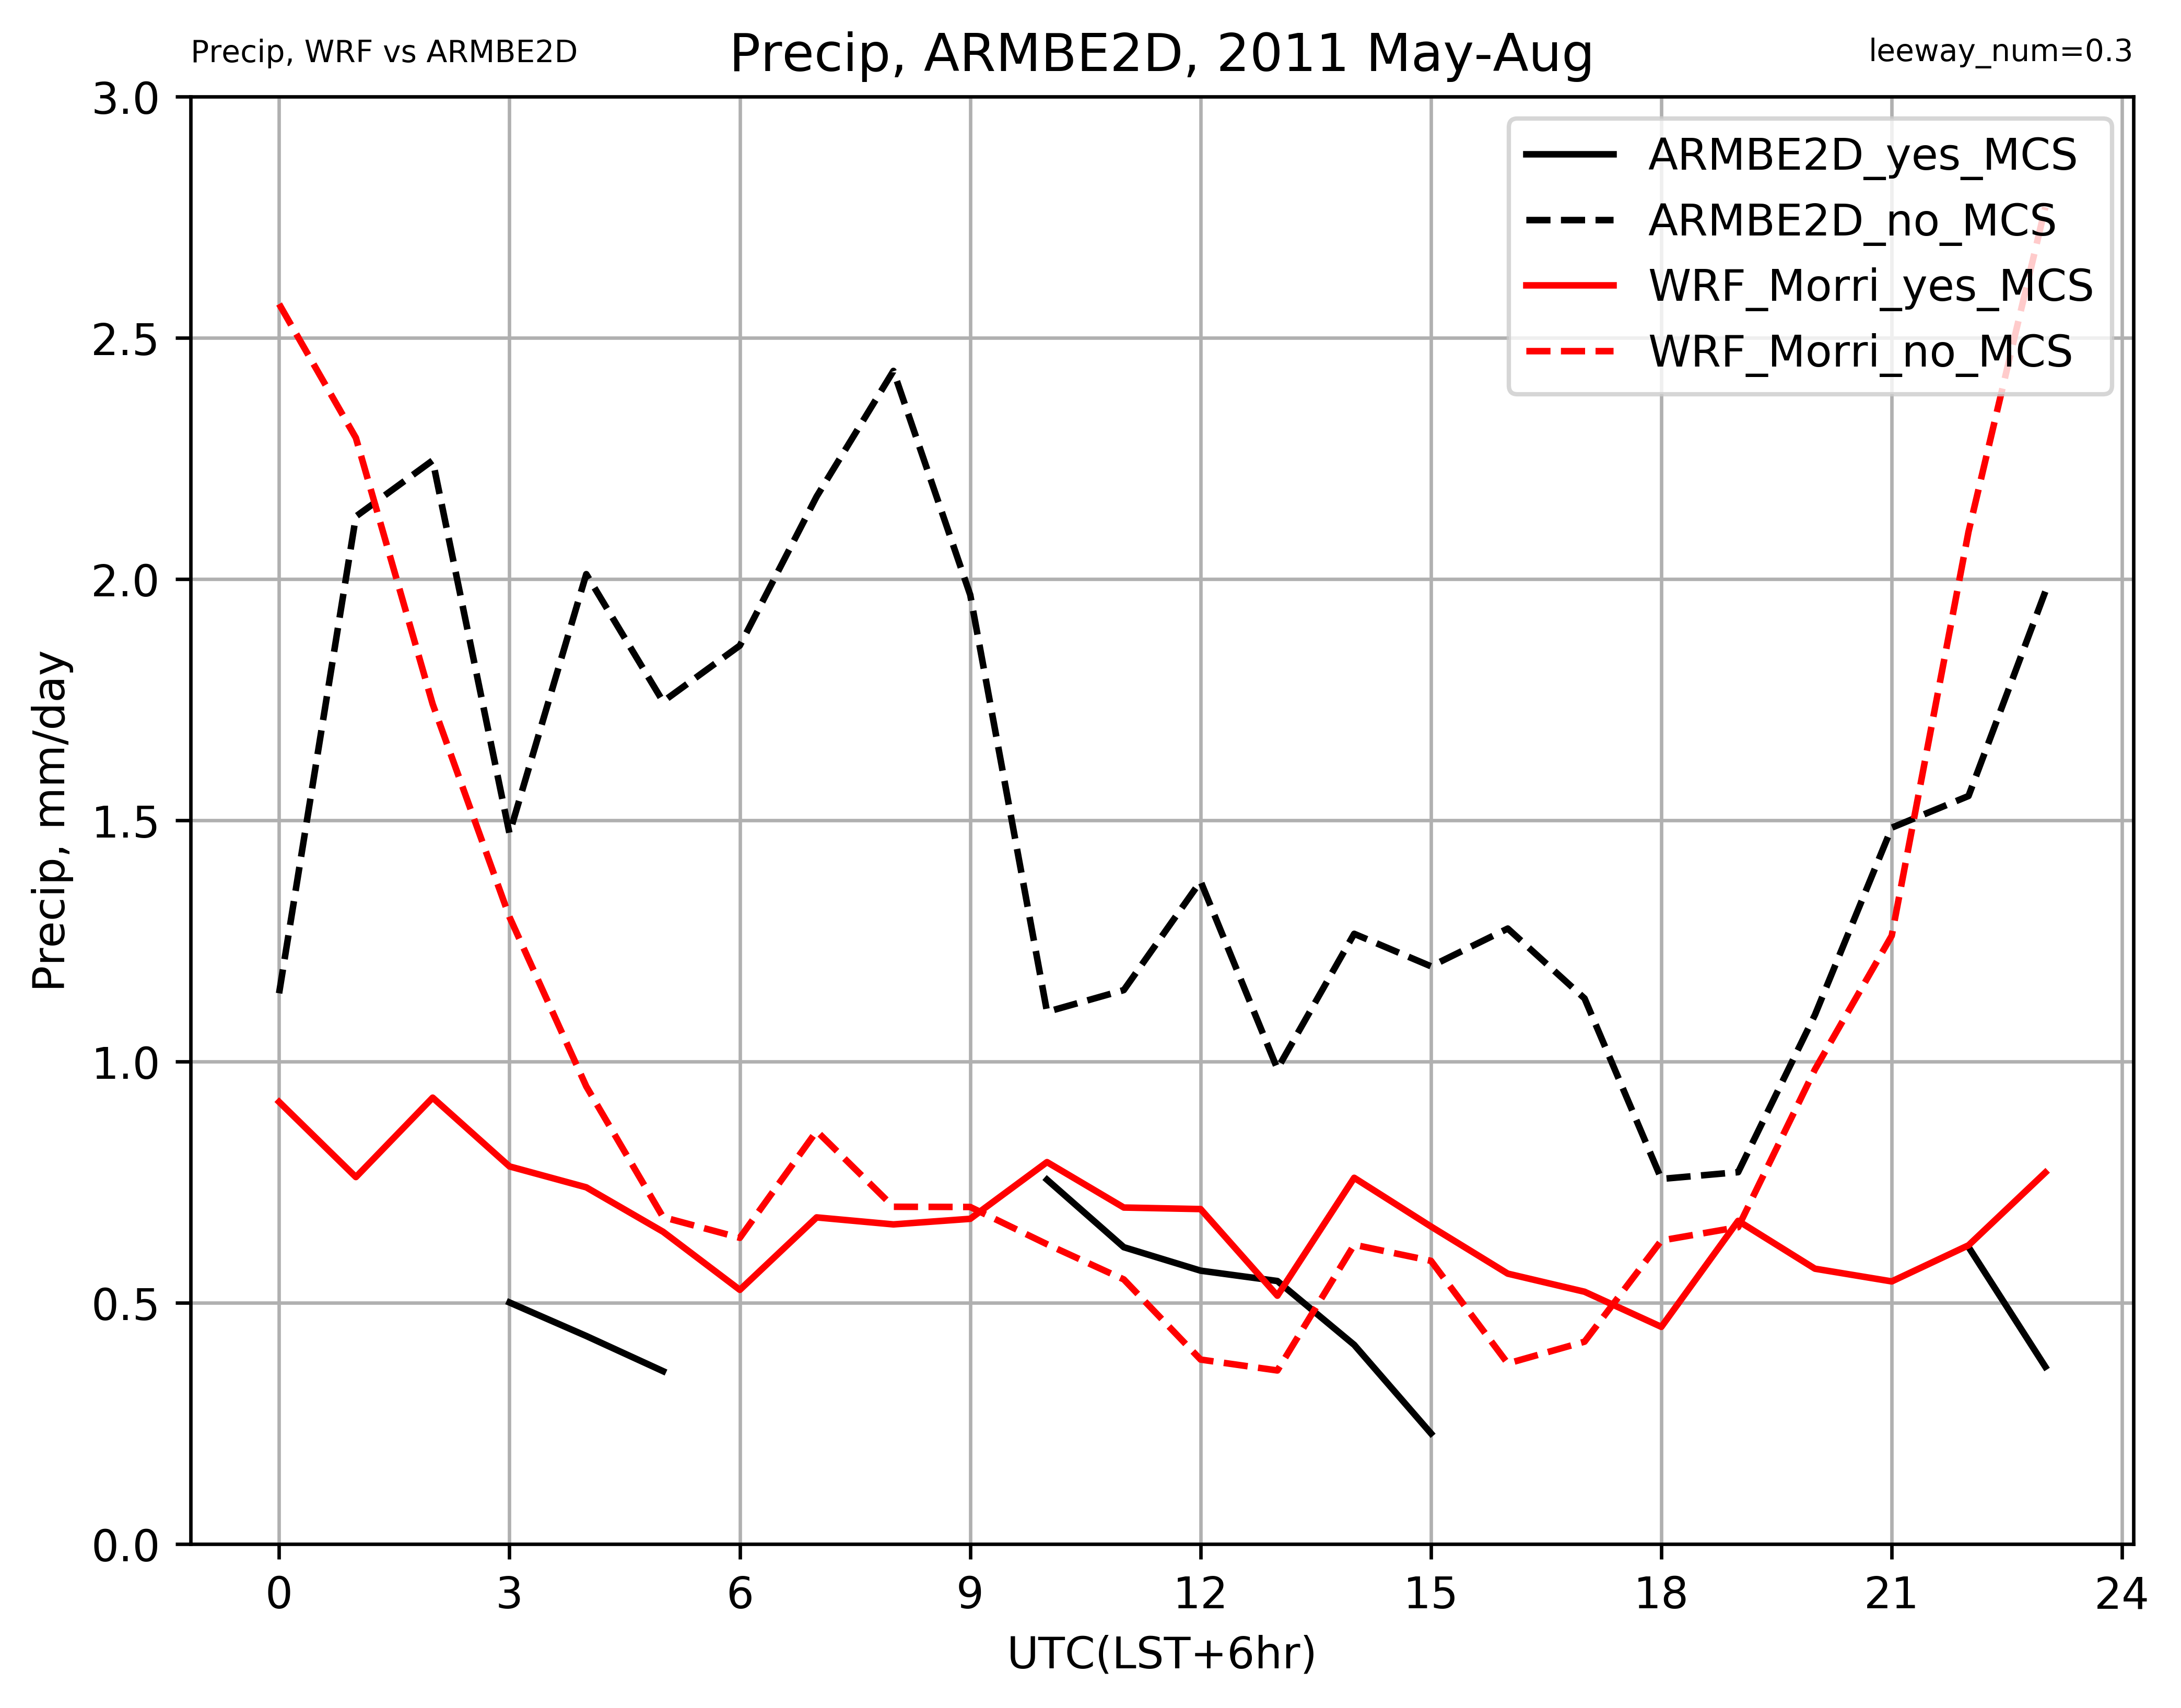 Precip, WRF vs ARMBE2D
Precip, ARMBE2D, 2011 May-Aug
leeway_num=0.3
ARMBE2D_yes_MCS
ARMBE2D_no_MCS
WRF_Morri_yes_MCS
WRF_Morri_no_MCS
Precip, mm/day
3.0
2.5
2.0
1.5
1.0
0.5
0.0
0 3 6 9 12 15 18 21 24
UTC(LST+6hr)